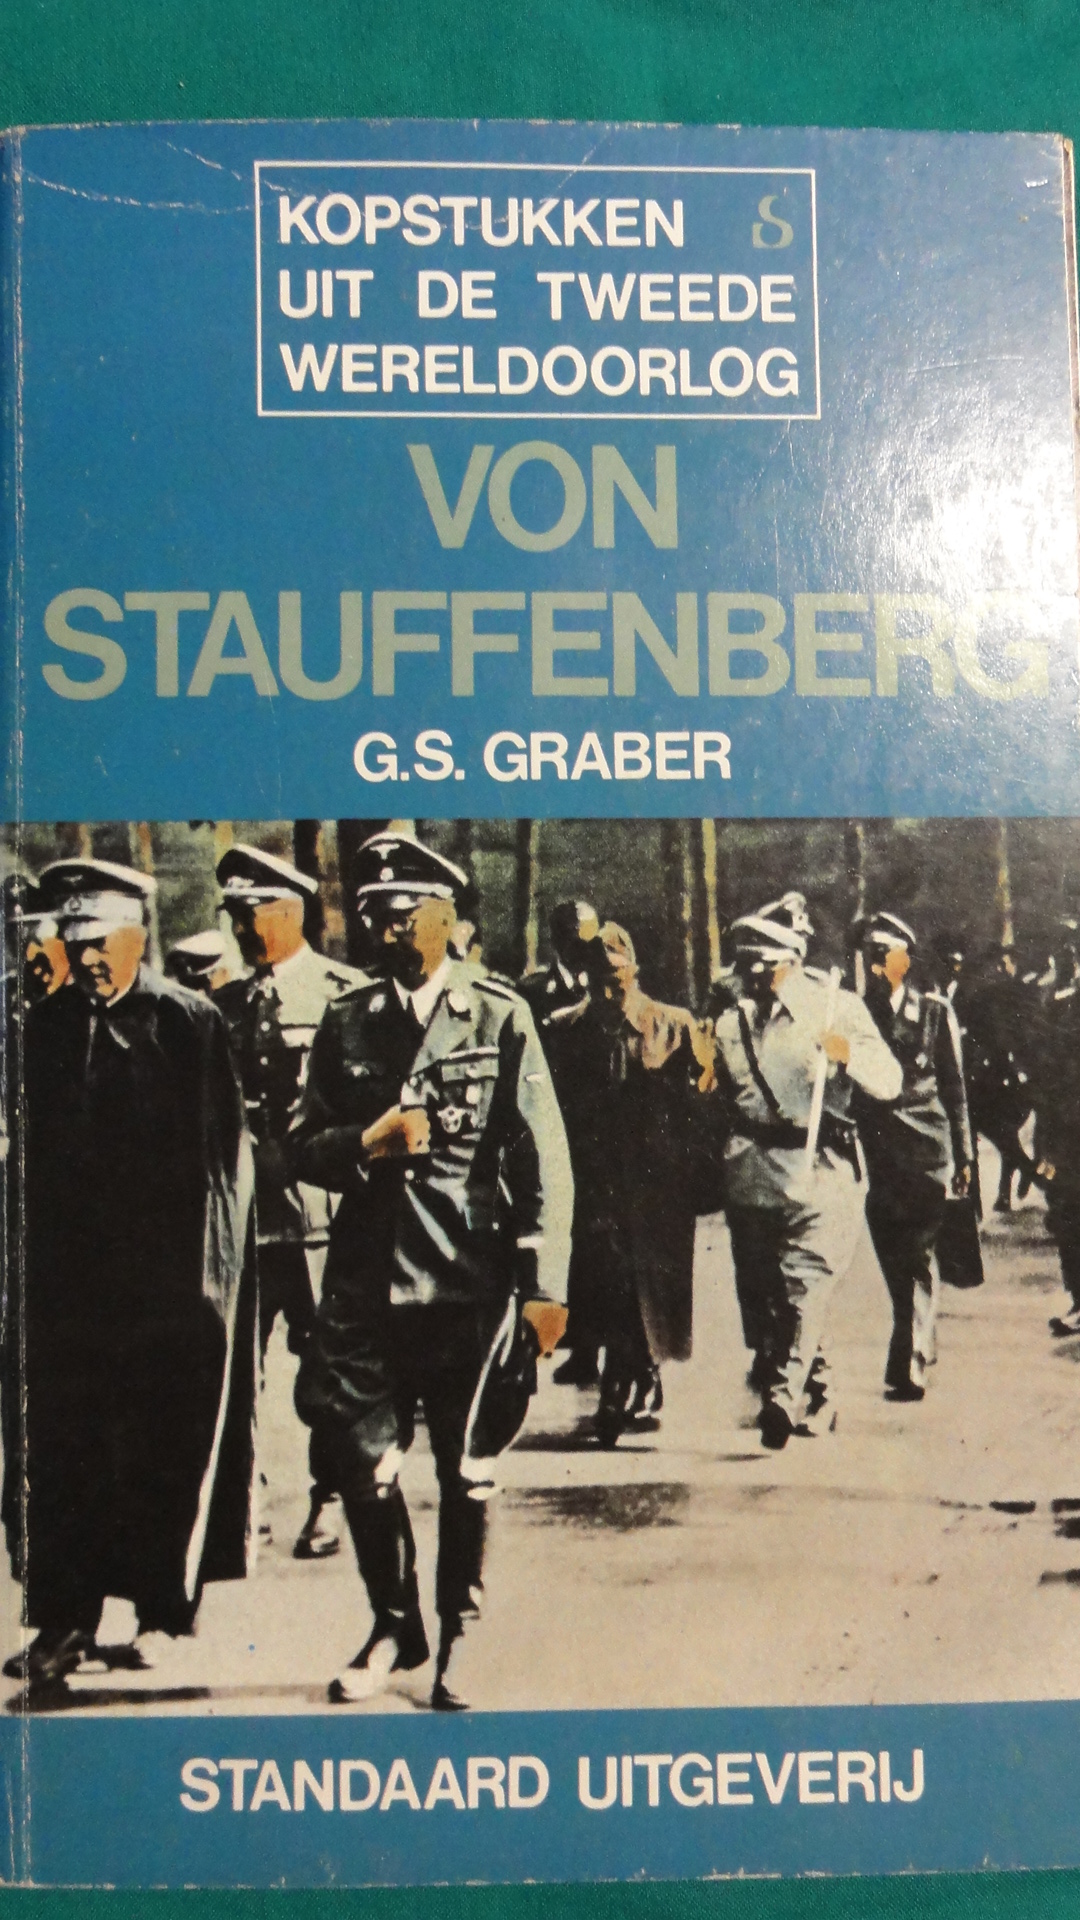 KOPSTUKKEN S
UIT DE TWEEDE
WERELDOORLOG
VON
STAUFFENBERG
G.S. GRABER
STANDAARD UITGEVERIJ